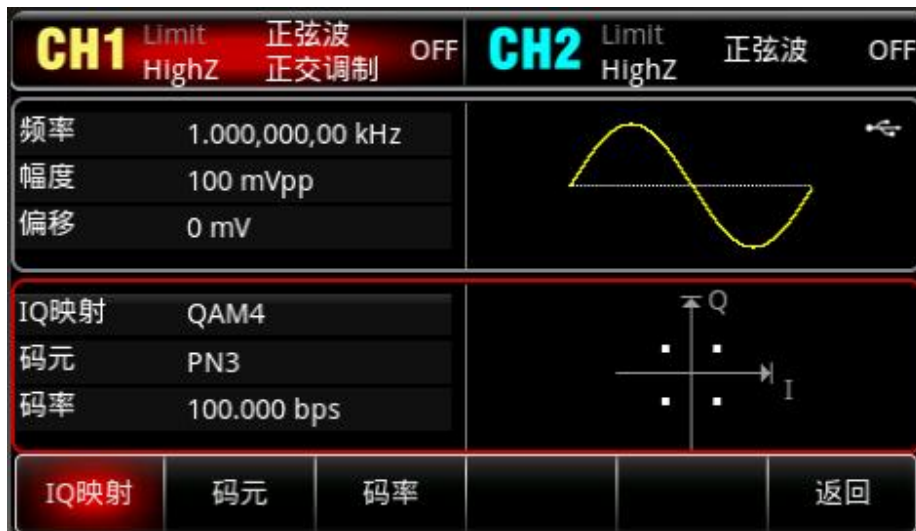 CH1 Limit 正弦波 OFF CH2 Limit 正弦波 OFF
HighZ 正交调制 HighZ
频率 1.000,000,00 kHz
幅度 100 mVpp
偏移 0 mV
IQ映射 QAM4
Q
码元 PN3
I
码率 100.000 bps
IQ映射 码元 码率 返回